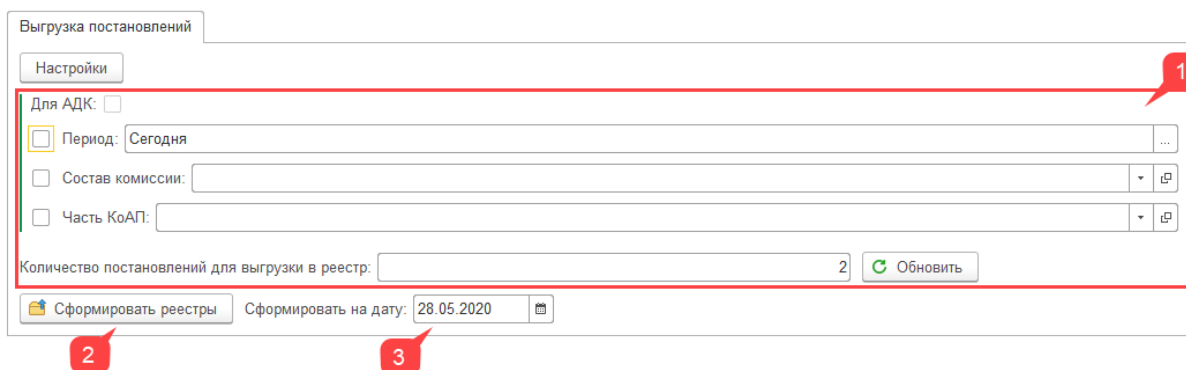 Выгрузка постановлений
Настройки
1
Для АДК:
Период: Сегодня ...
Состав комиссии:
Часть КоАП:
Количество постановлений для выгрузки в реестр: 2 Обновить
Сформировать реестры Сформировать на дату: 28.05.2020
2 3